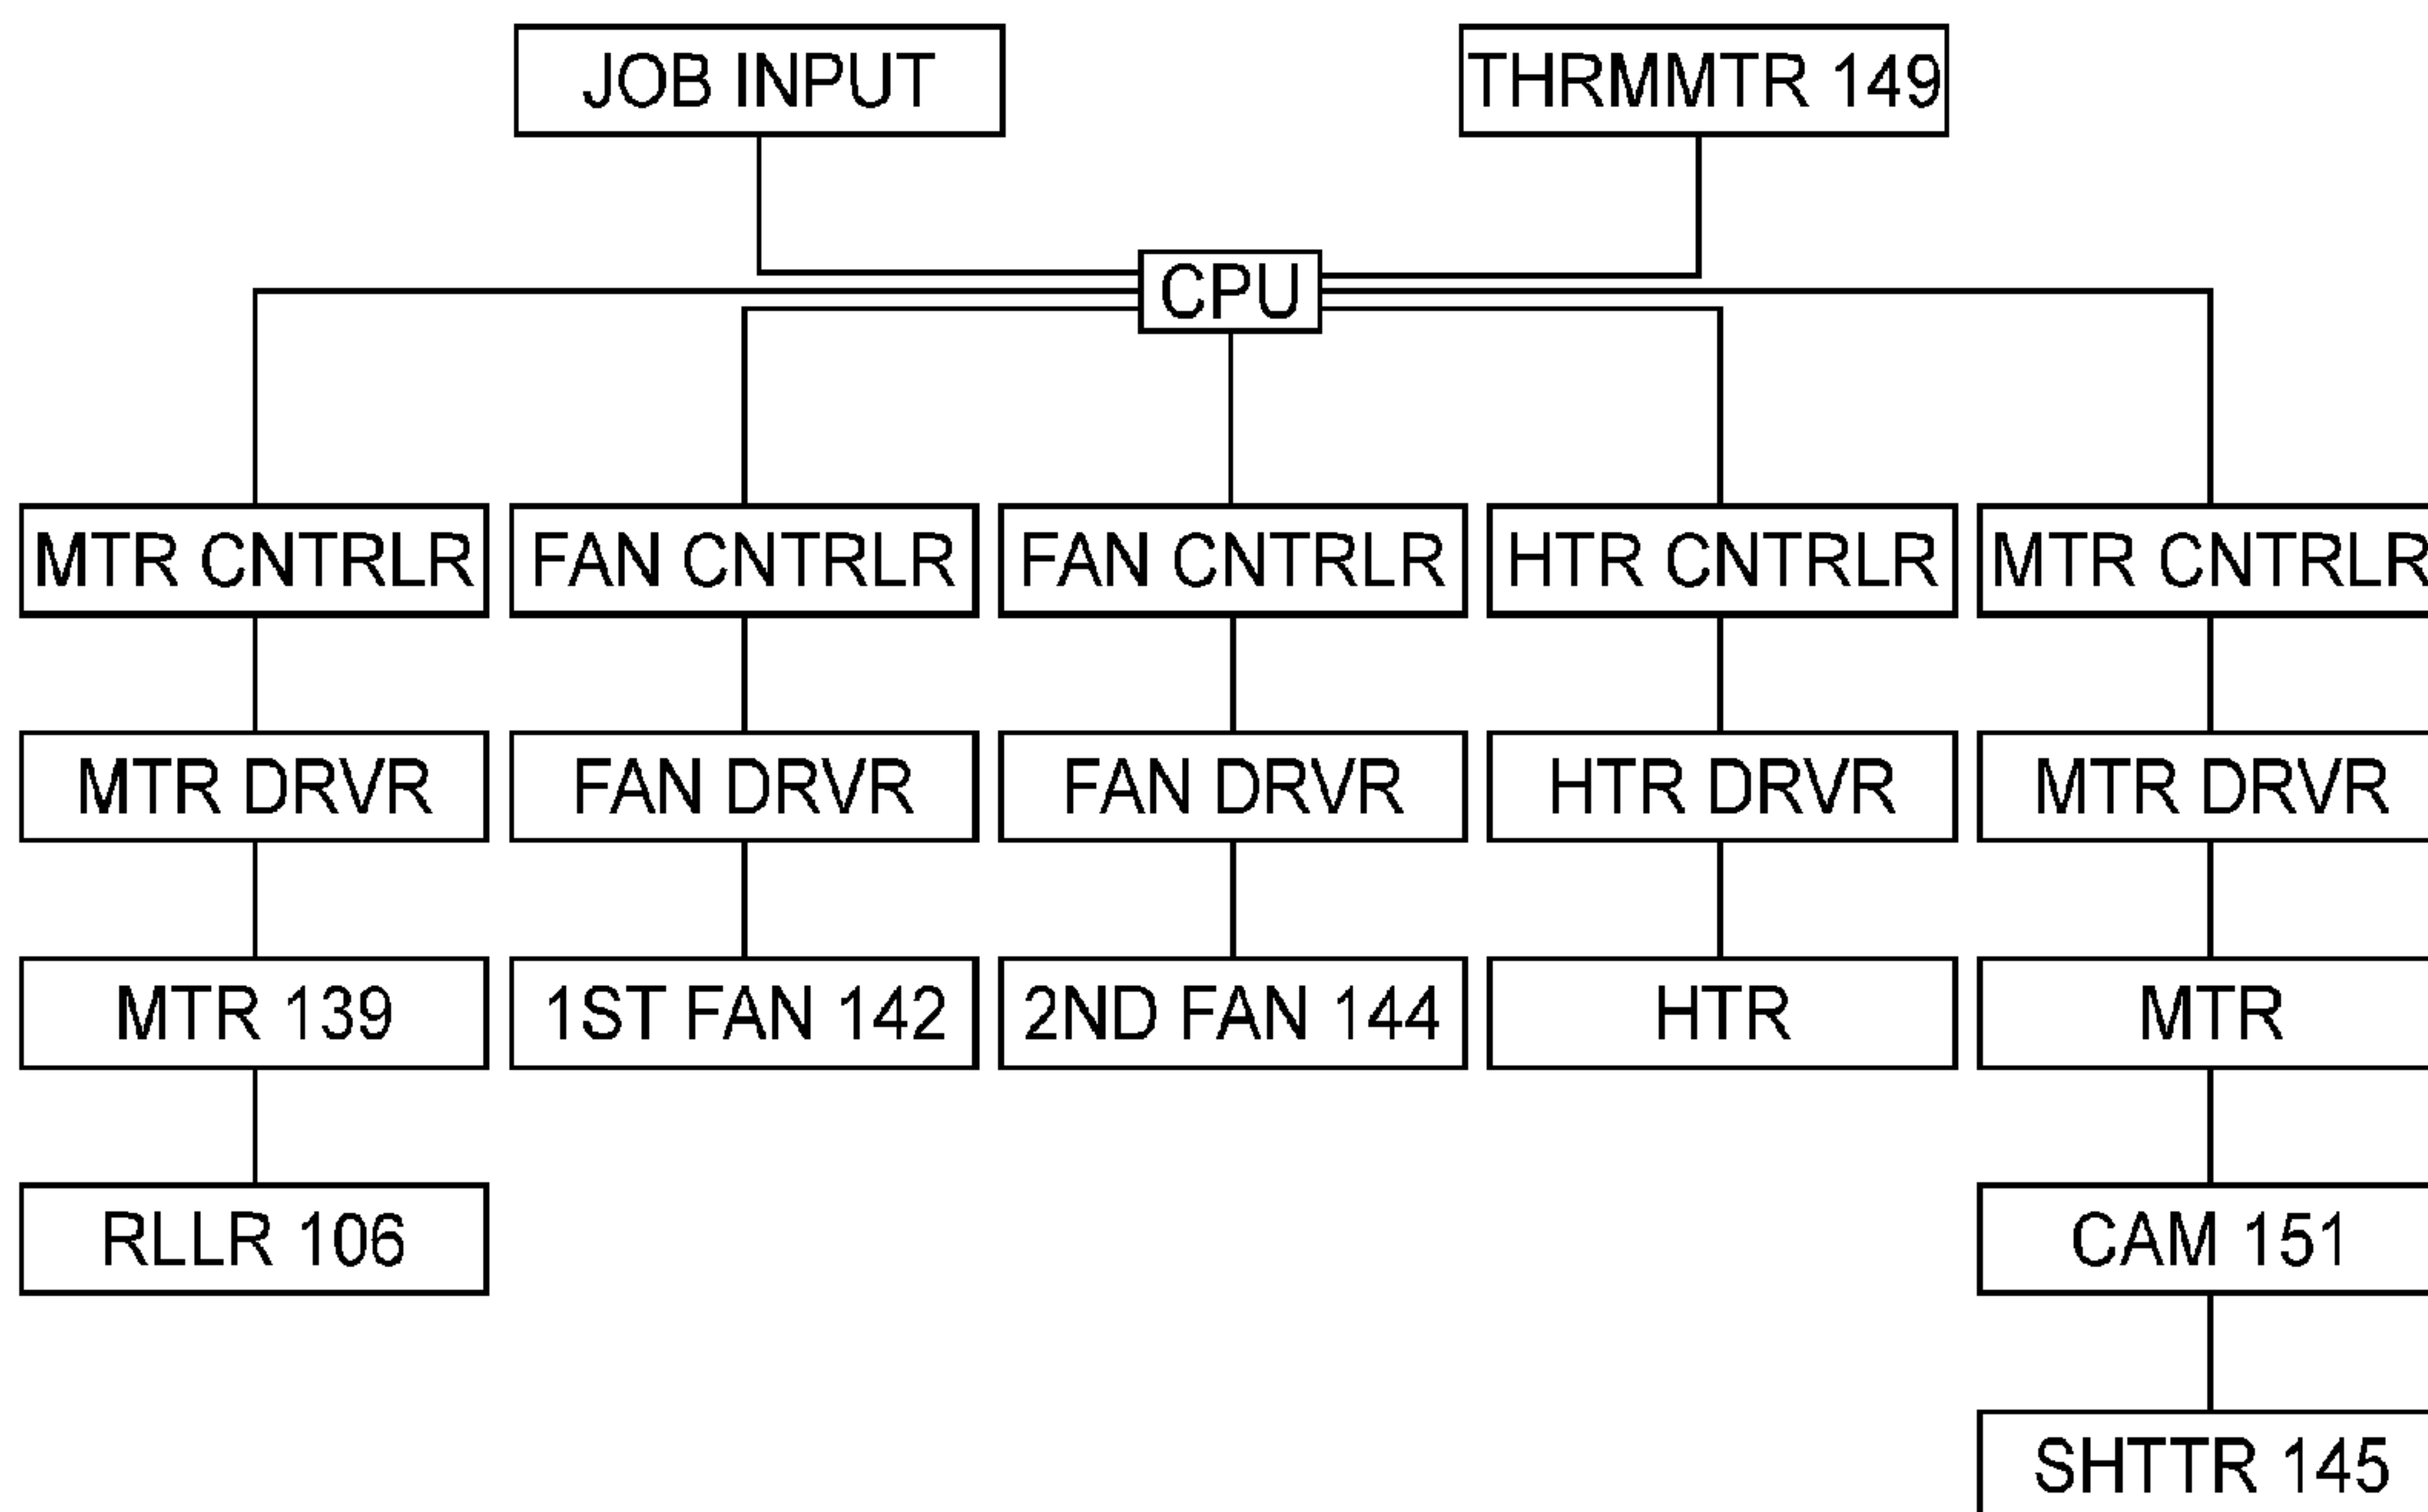 JOB INPUT
THRMMTR 149
CPU
MTR CNTRLR
FAN CNTRLR
FAN CNTRLR
HTR CNTRLR
MTR CNTRLR
MTR DRVR
FAN DRVR
FAN DRVR
HTR DRVR
MTR DRVR
MTR 139
1ST FAN 142
2ND FAN 144
HTR
MTR
RLLR 106
CAM 151
SHTTR 145